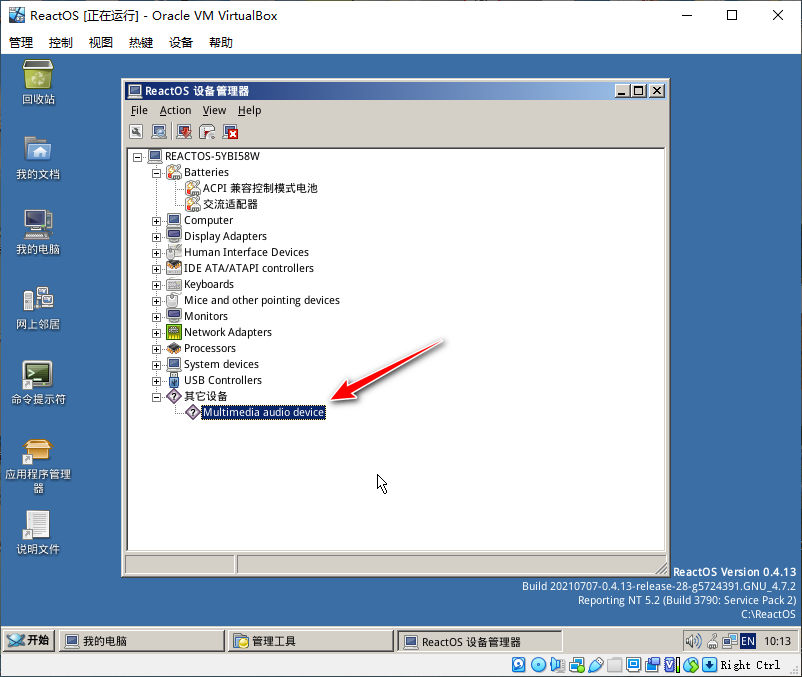 ReactOS [正在运行] - Oracle VM VirtualBox
管理 控制 视图 热键 设备 帮助
回收站
我的文档
我的电脑
网上邻居
命令提示符
应用程序管理
器
说明文件
ReactOS 设备管理器
File Action View Help
REACTOS-5YBI58W
Batteries
ACPI 兼容控制模式电池
交流适配器
Computer
Display Adapters
Human Interface Devices
IDE ATA/ATAPI controllers
Keyboards
Mice and other pointing devices
Monitors
Network Adapters
Processors
System devices
USB Controllers
其它设备
Multimedia audio device
ReactOS Version 0.4.13
Build 20210707-0.4.13-release-28-g5724391.GNU_4.7.2
Reporting NT 5.2 (Build 3790: Service Pack 2)
C:\ReactOS
开始 我的电脑 管理工具 ReactOS 设备管理器 EN 10:13
Right Ctrl